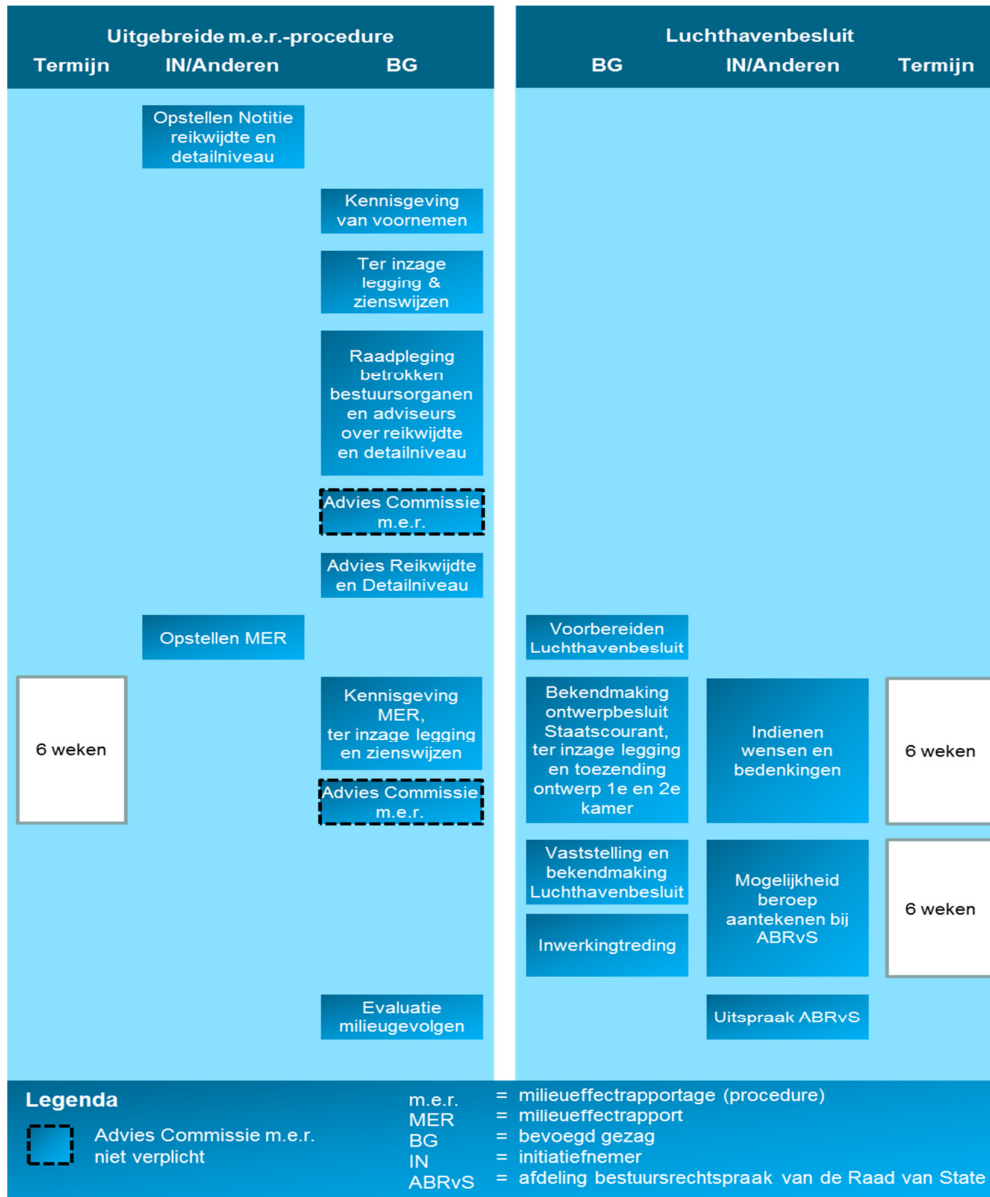 Uitgebreide m.e.r.-procedure
Termijn IN/Anderen BG
Opstellen Notitie
reikwijdte en
detailniveau
Kennisgeving
van voornemen
Ter inzage
legging &
zienswijzen
Raadpleging
betrokken
bestuursorganen
en adviseurs
over reikwijdte
en detailniveau
Advies Commissie
m.e.r.
Advies Reikwijdte
en Detailniveau
Opstellen MER
6 weken
Kennisgeving
MER,
ter inzage legging
en zienswijzen
Advies Commissie
m.e.r.
Evaluatie
milieugevolgen
Luchthavenbesluit
BG IN/Anderen Termijn
Voorbereiden
Luchthavenbesluit
Bekendmaking
ontwerpbesluit
Staatscourant,
ter inzage legging
en toezending
ontwerp 1e en 2e
kamer
Indienen
wensen en
bedenkingen
6 weken
Vaststelling en
bekendmaking
Luchthavenbesluit
Inwerkingtreding
Mogelijkheid
beroep
aantekenen bij
ABRvS
6 weken
Uitspraak ABRvS
Legenda
Advies Commissie m.e.r.
niet verplicht
m.e.r. = milieueffectrapportage (procedure)
MER = milieueffectrapport
BG = bevoegd gezag
IN = initiatiefnemer
ABRvS = afdeling bestuursrechtspraak van de Raad van State